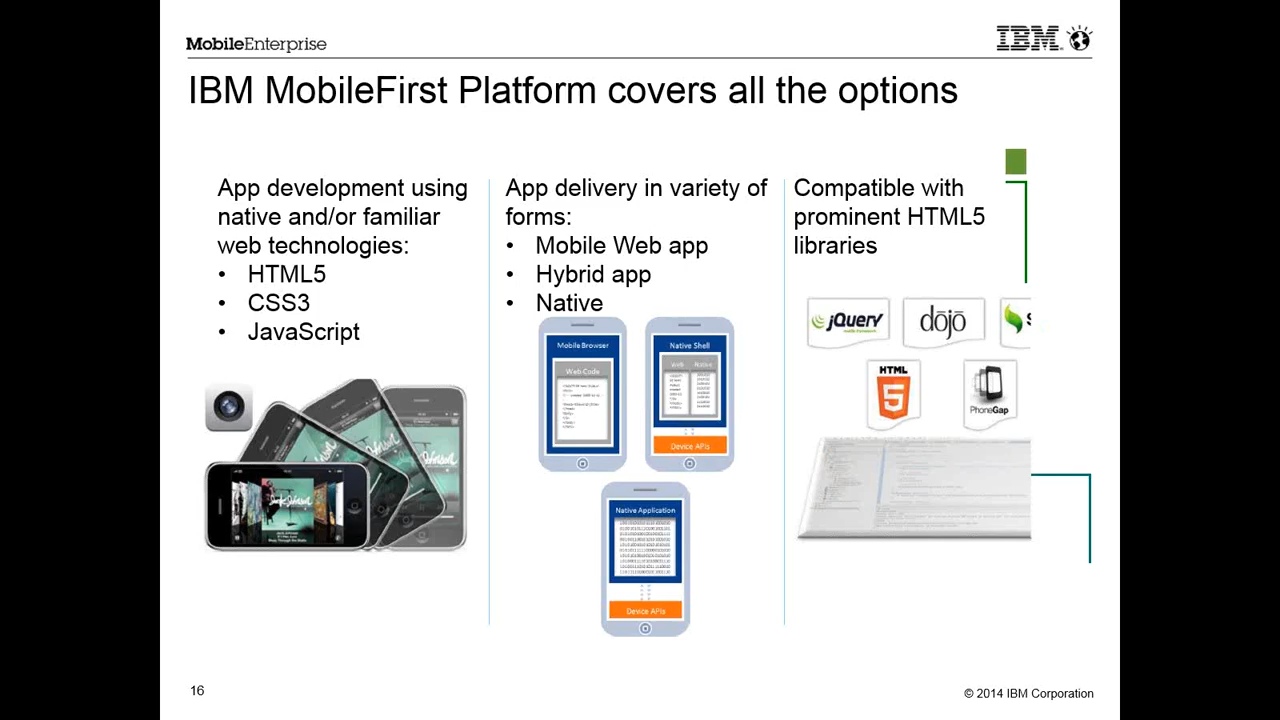 MobileEnterprise
IBM
IBM MobileFirst Platform covers all the options
App development using
native and/or familiar
web technologies:
• HTML5
• CSS3
• JavaScript
App delivery in variety of
forms:
• Mobile Web app
• Hybrid app
• Native
Mobile Browser
Web Code
Native Shell
Web Native
Device APIs
Native Application
Device APIs
Compatible with
prominent HTML5
libraries
jQuery
dojo
S
HTML
5
PhoneGap
16
© 2014 IBM Corporation